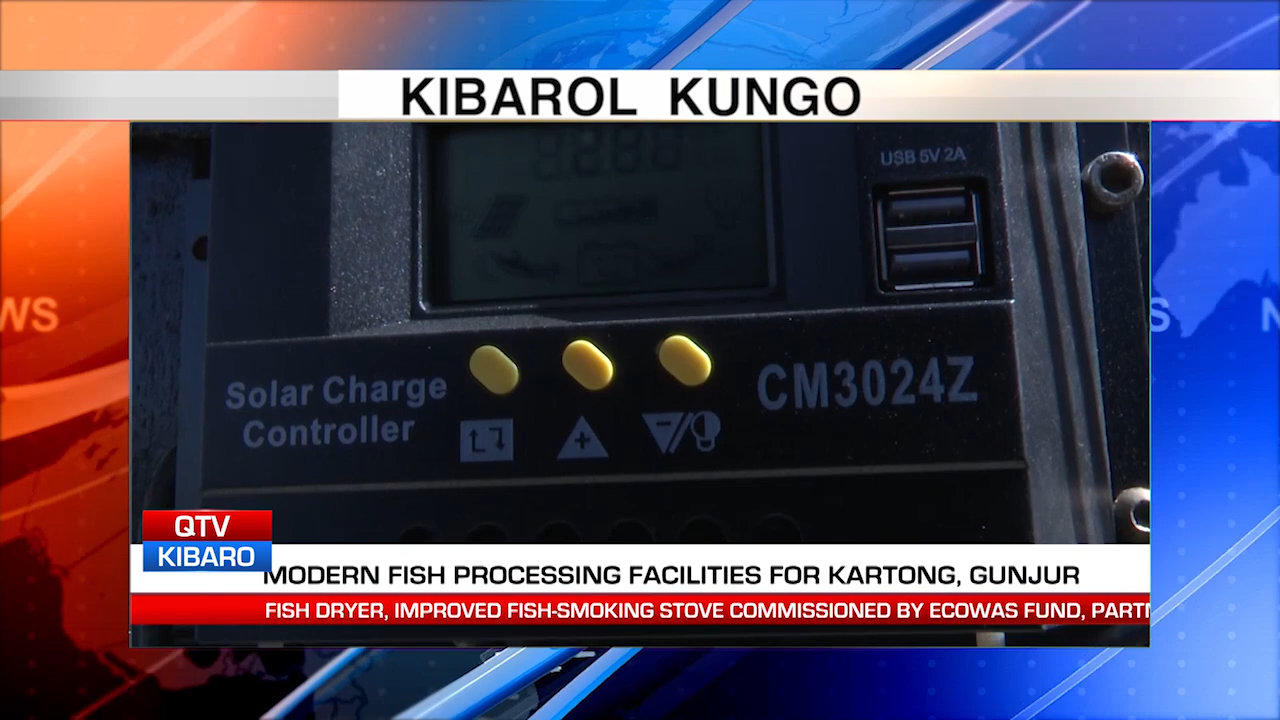 KIBAROL KUNGO
USB 5V 2A
Solar Charge
Controller
CM3024Z
QTV
KIBARO
MODERN FISH PROCESSING FACILITIES FOR KARTONG, GUNJUR
FISH DRYER, IMPROVED FISH-SMOKING STOVE COMMISSIONED BY ECOWAS FUND,